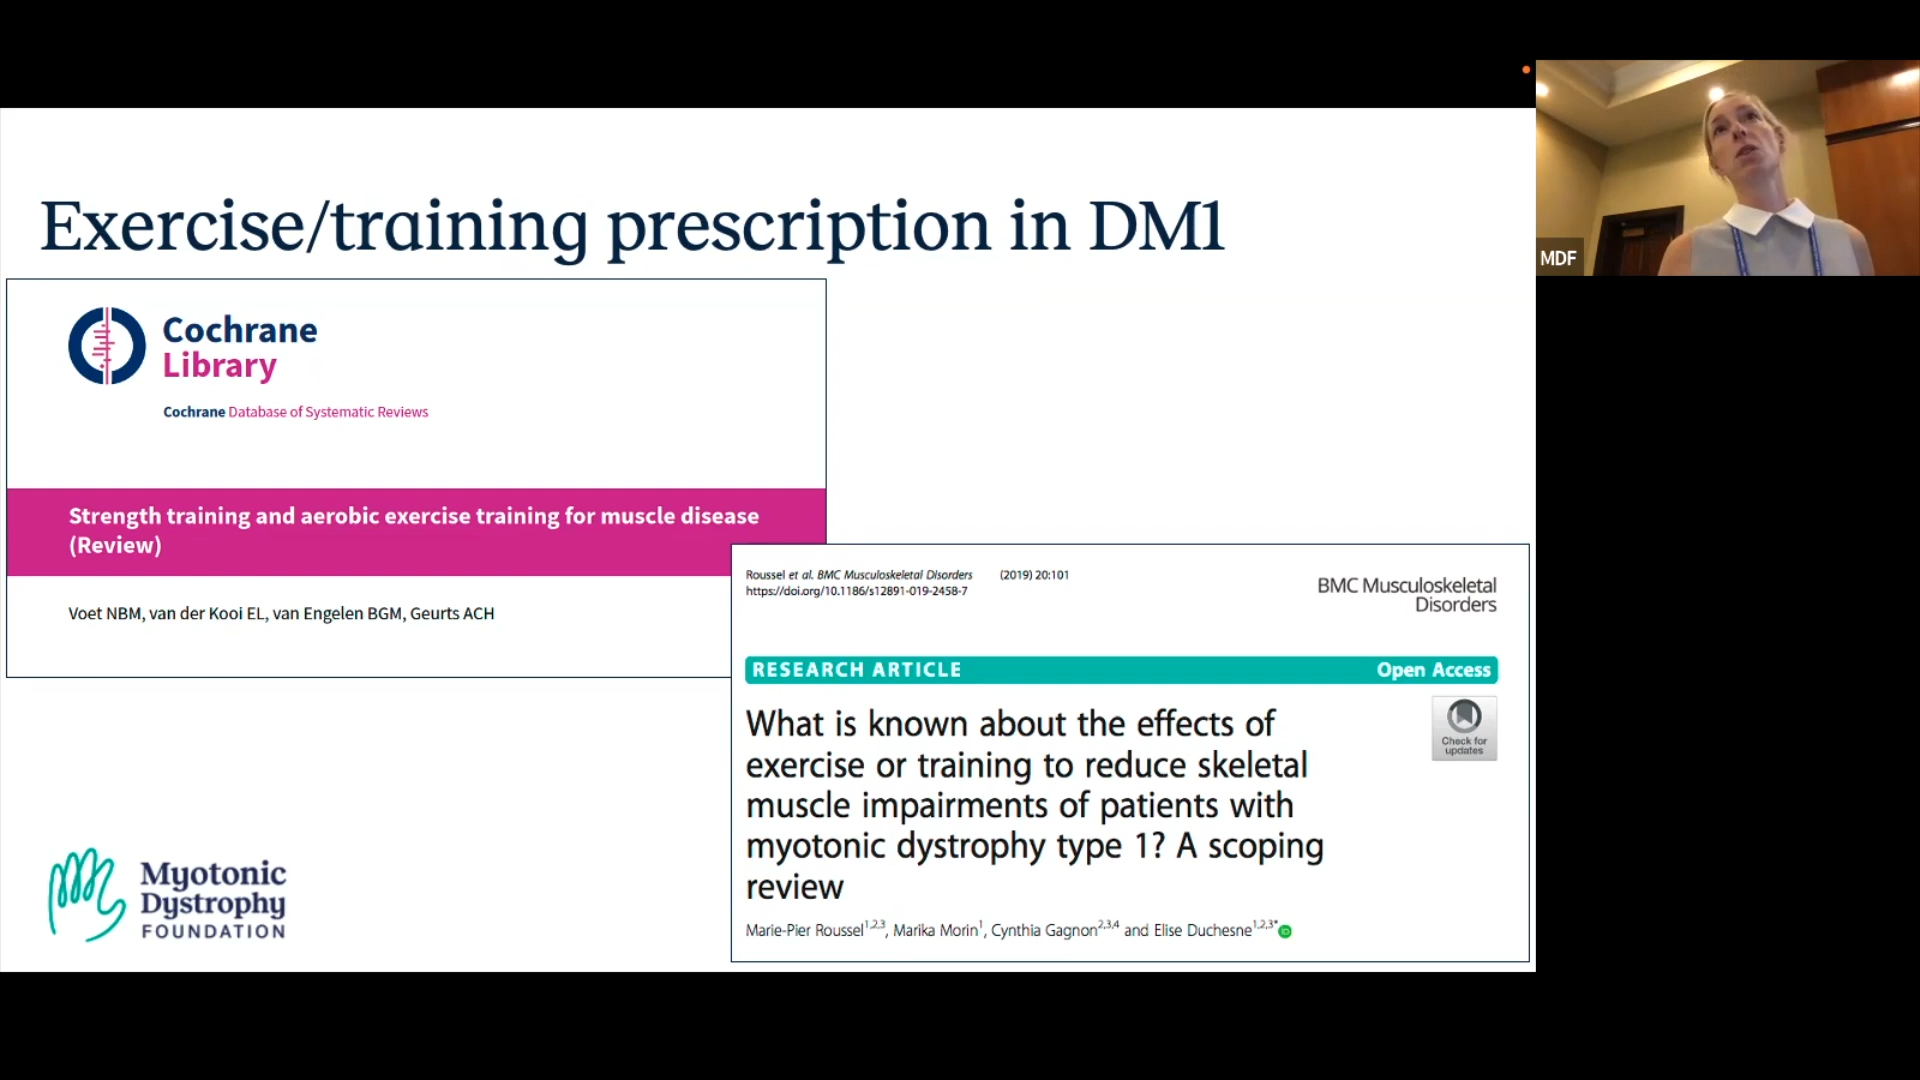 Exercise/training prescription in DM1
Cochrane
Library
Cochrane Database of Systematic Reviews
Strength training and aerobic exercise training for muscle disease
(Review)
Voet NBM, van der Kooi EL, van Engelen BGM, Geurts ACH
Roussel et al. BMC Musculoskeletal Disorders (2019) 20:101
https://doi.org/10.1186/s12891-019-2458-7
BMC Musculoskeletal
Disorders
RESEARCH ARTICLE Open Access
What is known about the effects of
exercise or training to reduce skeletal
muscle impairments of patients with
myotonic dystrophy type 1? A scoping
review
Check for
updates
Marie-Pier Roussel1,2,3, Marika Morin1, Cynthia Gagnon2,3,4 and Elise Duchesne1,2,3*
iD
Myotonic
Dystrophy
FOUNDATION
MDF